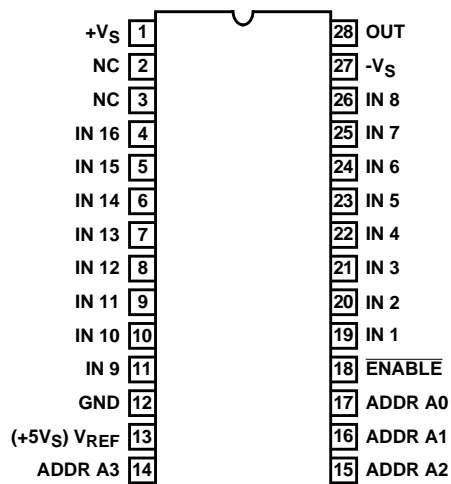 +VS 1 28 OUT
NC 2 27 -VS
NC 3 26 IN 8
IN 16 4 25 IN 7
IN 15 5 24 IN 6
IN 14 6 23 IN 5
IN 13 7 22 IN 4
IN 12 8 21 IN 3
IN 11 9 20 IN 2
IN 10 10 19 IN 1
IN 9 11 18 ENABLE
GND 12 17 ADDR A0
(+5VS) VREF 13 16 ADDR A1
ADDR A3 14 15 ADDR A2